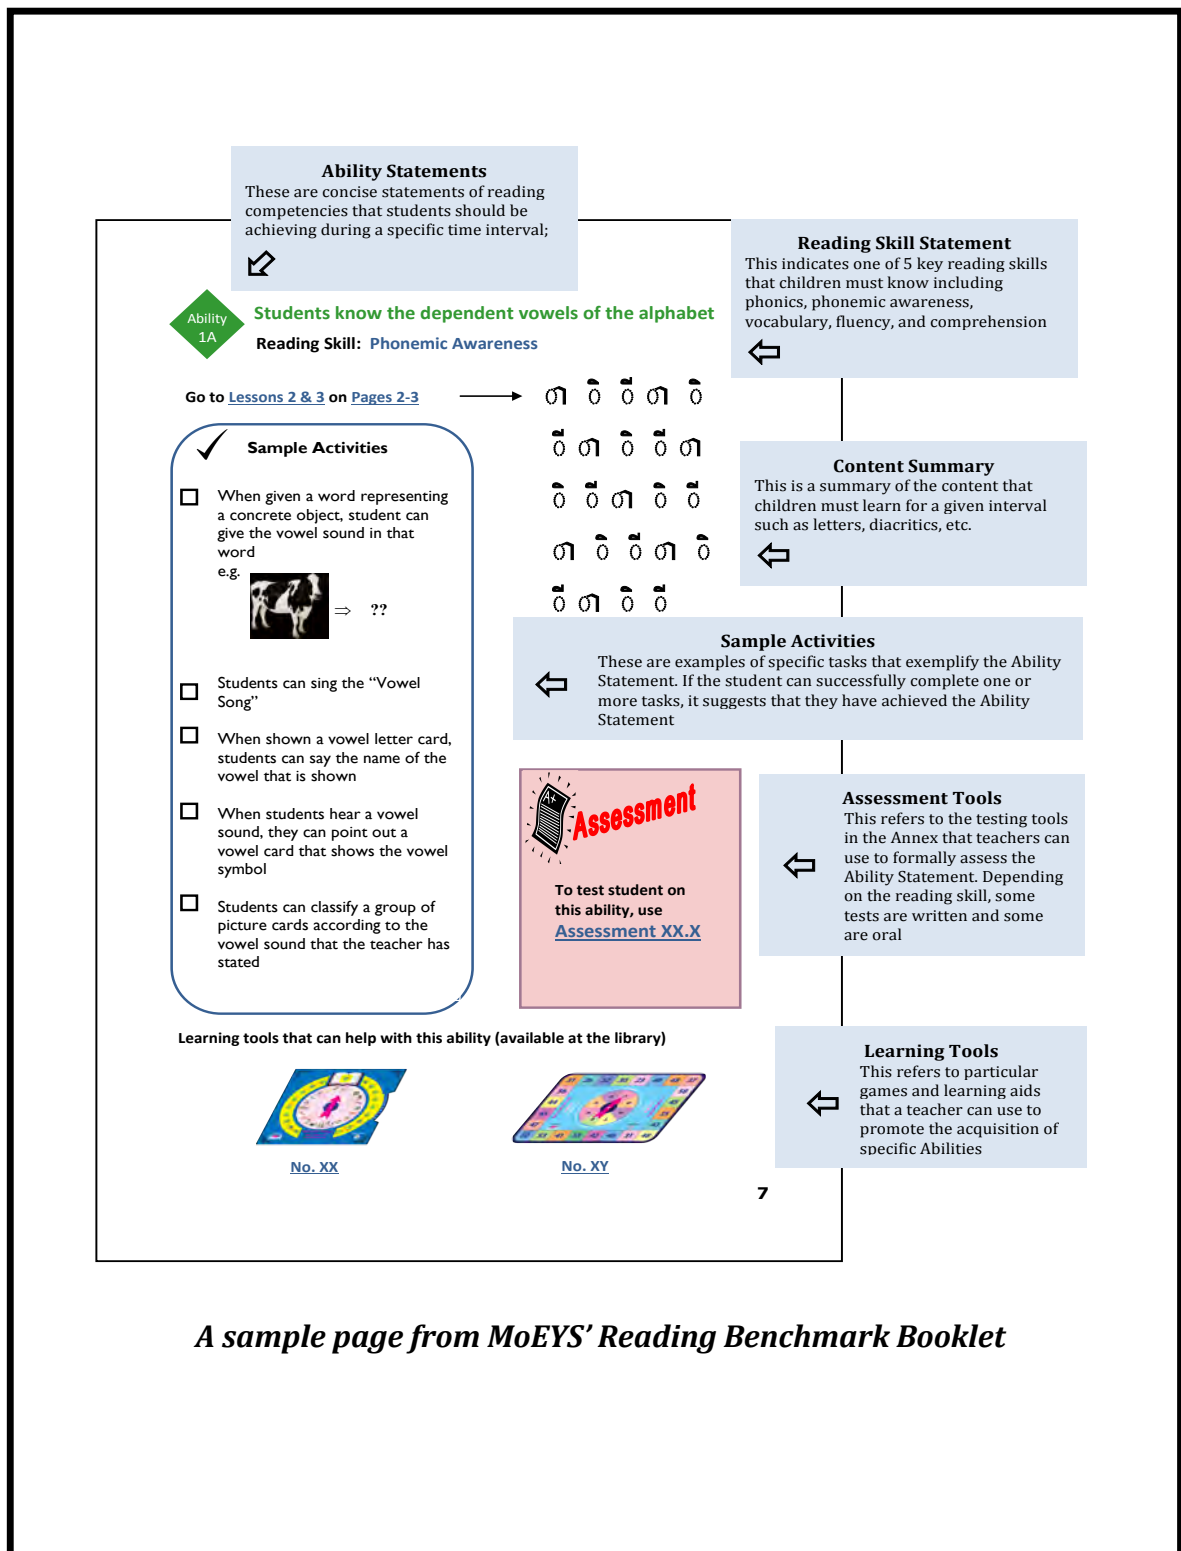 Ability Statements
These are concise statements of reading
competencies that students should be
achieving during a specific time interval;
Reading Skill Statement
This indicates one of 5 key reading skills
that children must know including
phonics, phonemic awareness,
vocabulary, fluency, and comprehension
Ability
1A
Students know the dependent vowels of the alphabet
Reading Skill: Phonemic Awareness
Go to Lessons 2 & 3 on Pages 2-3
ា ិ ី ា ិ
ី ា ិ ី ា
ិ ី ា ិ ី
ា ិ ី ា ិ
ី ា ិ ី
Content Summary
This is a summary of the content that
children must learn for a given interval
such as letters, diacritics, etc.
Sample Activities
When given a word representing
a concrete object, student can
give the vowel sound in that
word
e.g.
⇒ ??
Students can sing the “Vowel
Song”
When shown a vowel letter card,
students can say the name of the
vowel that is shown
When students hear a vowel
sound, they can point out a
vowel card that shows the vowel
symbol
Students can classify a group of
picture cards according to the
vowel sound that the teacher has
stated
Sample Activities
These are examples of specific tasks that exemplify the Ability
Statement. If the student can successfully complete one or
more tasks, it suggests that they have achieved the Ability
Statement
A+
Assessment
To test student on
this ability, use
Assessment XX.X
Assessment Tools
This refers to the testing tools
in the Annex that teachers can
use to formally assess the
Ability Statement. Depending
on the reading skill, some
tests are written and some
are oral
Learning tools that can help with this ability (available at the library)
No. XX
No. XY
Learning Tools
This refers to particular
games and learning aids
that a teacher can use to
promote the acquisition of
specific Abilities
7
A sample page from MoEYS’ Reading Benchmark Booklet